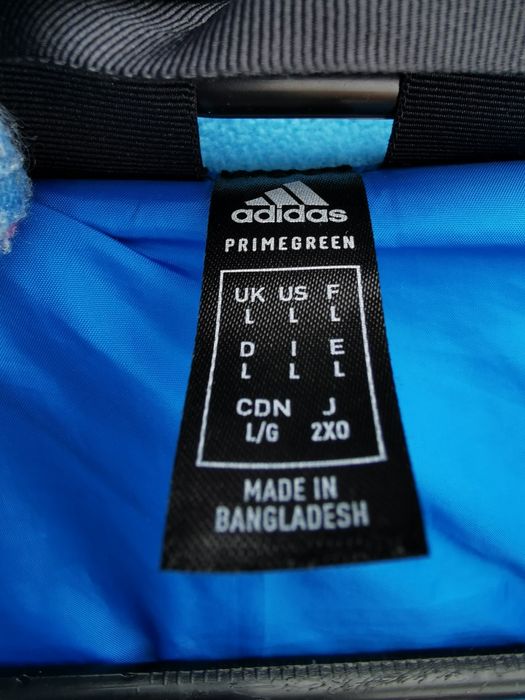 adidas
PRIMEGREEN
UK US F
L L L
D I E
L L L
CDN J
L/G 2XO
MADE IN
BANGLADESH